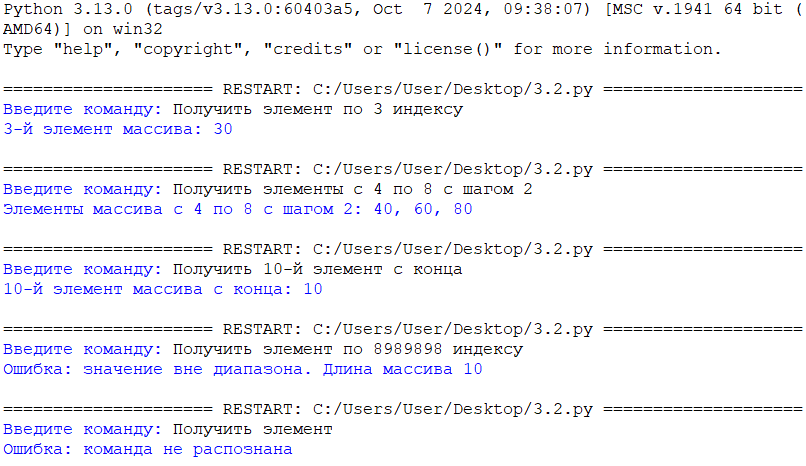 Python 3.13.0 (tags/v3.13.0:60403a5, Oct  7 2024, 09:38:07) [MSC v.1941 64 bit (
AMD64)] on win32
Type "help", "copyright", "credits" or "license()" for more information.
===================== RESTART: C:/Users/User/Desktop/3.2.py ====================
Введите команду: Получить элемент по 3 индексу
3-й элемент массива: 30
===================== RESTART: C:/Users/User/Desktop/3.2.py ====================
Введите команду: Получить элементы с 4 по 8 с шагом 2
Элементы массива с 4 по 8 с шагом 2: 40, 60, 80
===================== RESTART: C:/Users/User/Desktop/3.2.py ====================
Введите команду: Получить 10-й элемент с конца
10-й элемент массива с конца: 10
===================== RESTART: C:/Users/User/Desktop/3.2.py ====================
Введите команду: Получить элемент по 8989898 индексу
Ошибка: значение вне диапазона. Длина массива 10
===================== RESTART: C:/Users/User/Desktop/3.2.py ====================
Введите команду: Получить элемент
Ошибка: команда не распознана